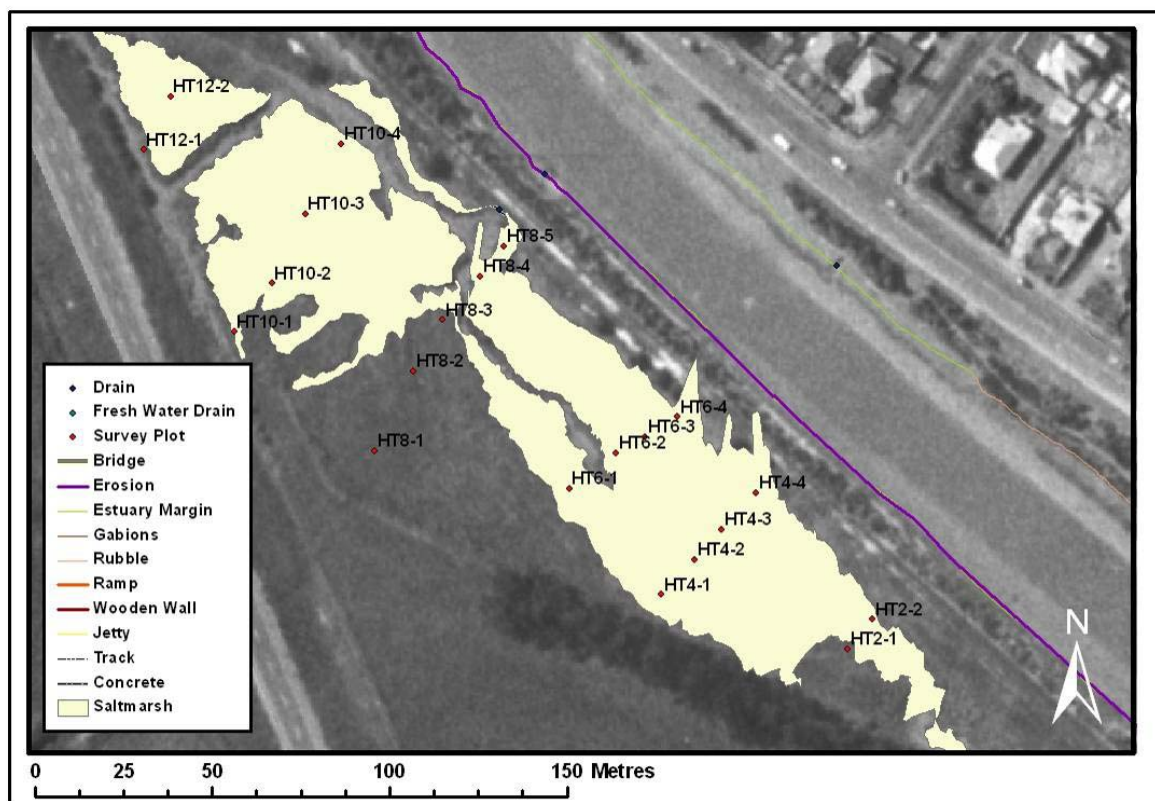 HT12-2
HT12-1
HT10-4
HT10-3
HT8-5
HT8-4
HT10-2
HT8-3
HT10-1
HT8-2
HT6-4
HT6-3
HT6-2
HT8-1
HT6-1
HT4-4
HT4-3
HT4-2
HT4-1
HT2-2
HT2-1
N
Drain
Fresh Water Drain
Survey Plot
Bridge
Erosion
Estuary Margin
Gabions
Rubble
Ramp
Wooden Wall
Jetty
Track
Concrete
Saltmarsh
0 25 50 100 150 Metres